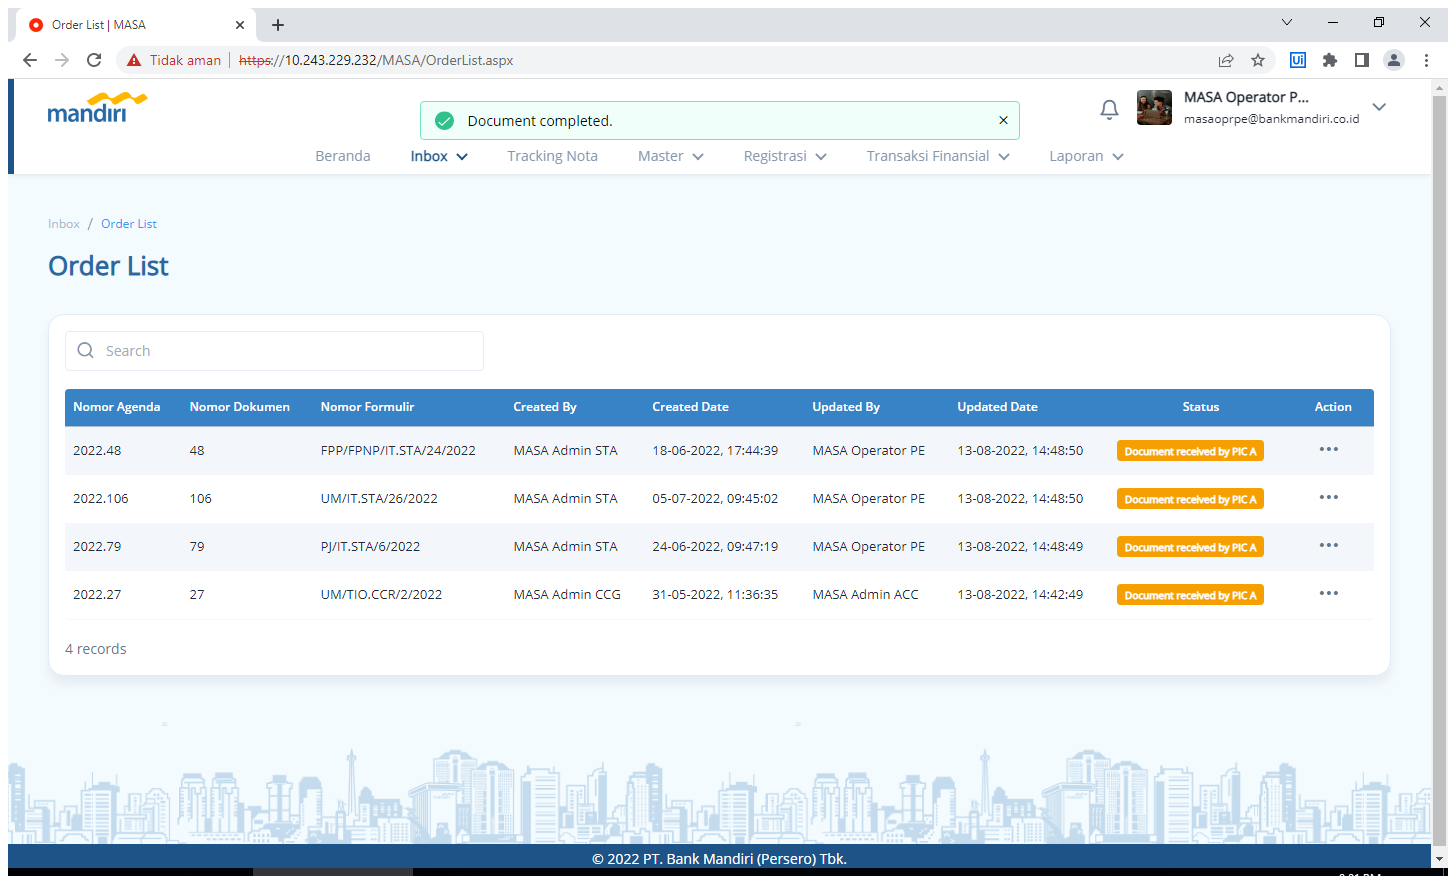 Order List | MASA
Tidak aman https://10.243.229.232/MASA/OrderList.aspx
Ui
mandiri
Document completed.
MASA Operator P...
masaoprpe@bankmandiri.co.id
Beranda Inbox Tracking Nota Master Registrasi Transaksi Finansial Laporan
Inbox / Order List
Order List
Search
Nomor Agenda Nomor Dokumen Nomor Formulir Created By Created Date Updated By Updated Date Status Action
2022.48 48 FPP/FPNP/IT.STA/24/2022 MASA Admin STA 18-06-2022, 17:44:39 MASA Operator PE 13-08-2022, 14:48:50 Document received by PIC A
2022.106 106 UM/IT.STA/26/2022 MASA Admin STA 05-07-2022, 09:45:02 MASA Operator PE 13-08-2022, 14:48:50 Document received by PIC A
2022.79 79 PJ/IT.STA/6/2022 MASA Admin STA 24-06-2022, 09:47:19 MASA Operator PE 13-08-2022, 14:48:49 Document received by PIC A
2022.27 27 UM/TIO.CCR/2/2022 MASA Admin CCG 31-05-2022, 11:36:35 MASA Admin ACC 13-08-2022, 14:42:49 Document received by PIC A
4 records
© 2022 PT. Bank Mandiri (Persero) Tbk.